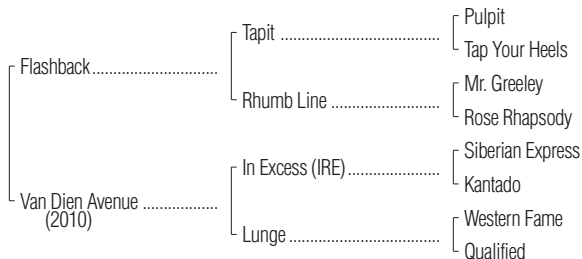 Pulpit
Tapit
Tap Your Heels
Flashback
Mr. Greeley
Rhumb Line
Rose Rhapsody
Siberian Express
In Excess (IRE)
Kantado
Van Dien Avenue
(2010)
Western Fame
Lunge
Qualified